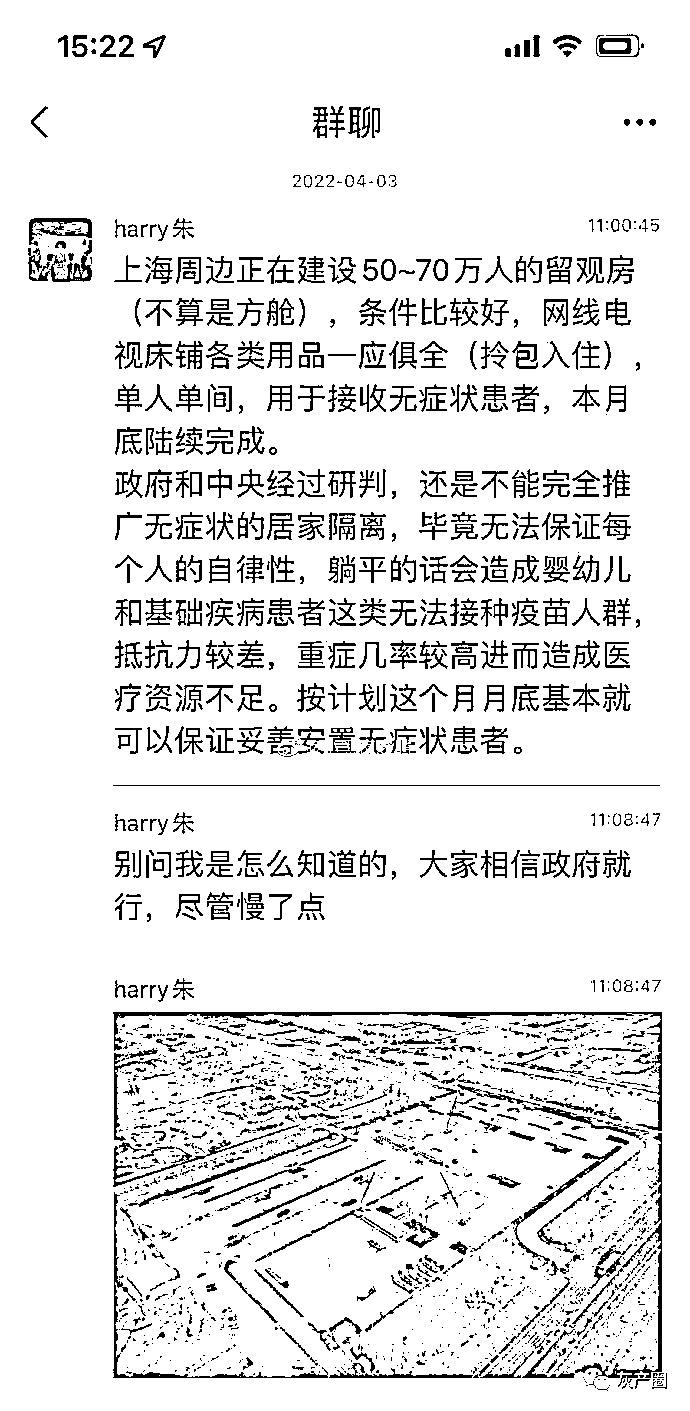 15:22
群聊
2022-04-03
harry朱
11:00:45
上海周边正在建设50~70万人的留观房
（不算是方舱），条件比较好，网线电
视床铺各类用品一应俱全（拎包入住），
单人单间，用于接收无症状患者，本月
底陆续完成。
政府和中央经过研判，还是不能完全推
广无症状的居家隔离，毕竟无法保证每
个人的自律性，躺平的话会造成婴幼儿
和基础疾病患者这类无法接种疫苗人群，
抵抗力较差，重症几率较高进而造成医
疗资源不足。按计划这个月月底基本就
可以保证妥善安置无症状患者。
harry朱
11:08:47
别问我是怎么知道的，大家相信政府就
行，尽管慢了点
harry朱
11:08:47
灰产圈